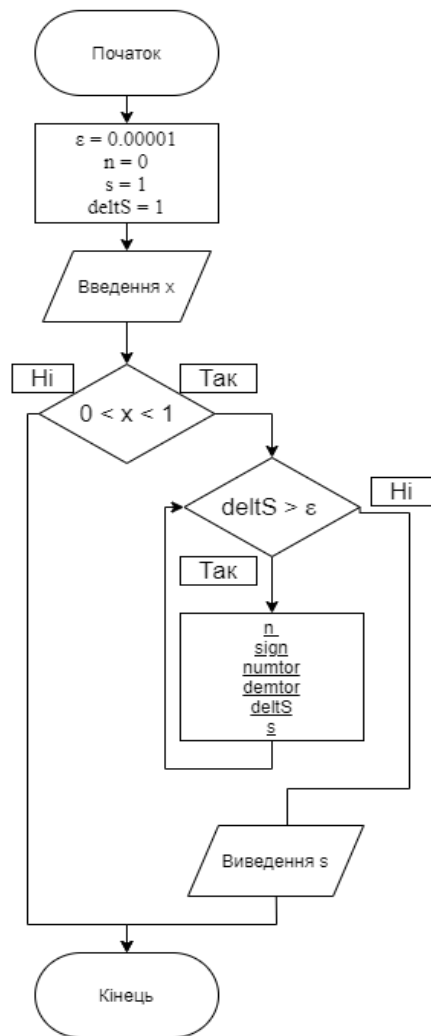 Початок
ε = 0.00001
n = 0
s = 1
deltS = 1
Введення x
Ні
Так
0 < x < 1
Ні
deltS > ε
Так
n
sign
numtor
demtor
deltS
s
Виведення s
Кінець